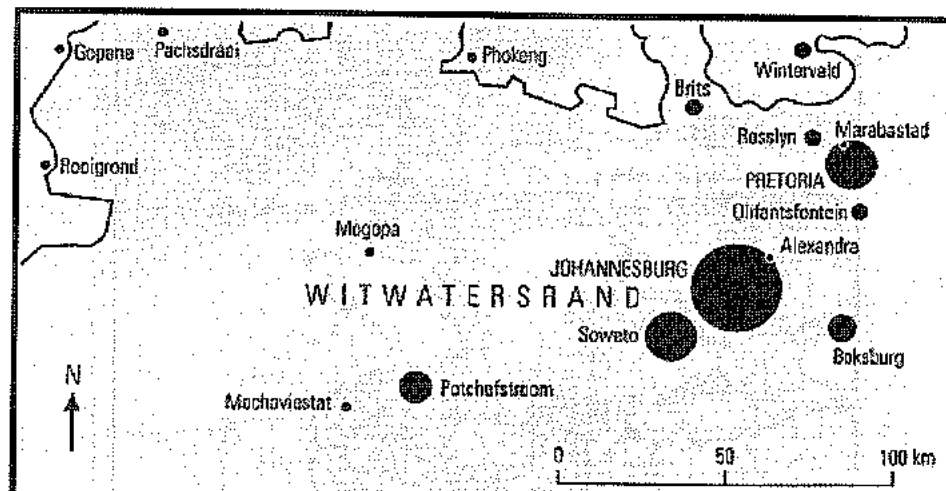 Gopane
Pachsdraai
Phokeng
Wintervald
Brits
Rosslyn
Marabastad
PRETORIA
Rooigrond
Olifantsfontein
Mogopa
Alexandra
JOHANNESBURG
WITWATERSRAND
Soweto
Boksburg
N
Potchefstroom
Machaviestat
0 50 100 km